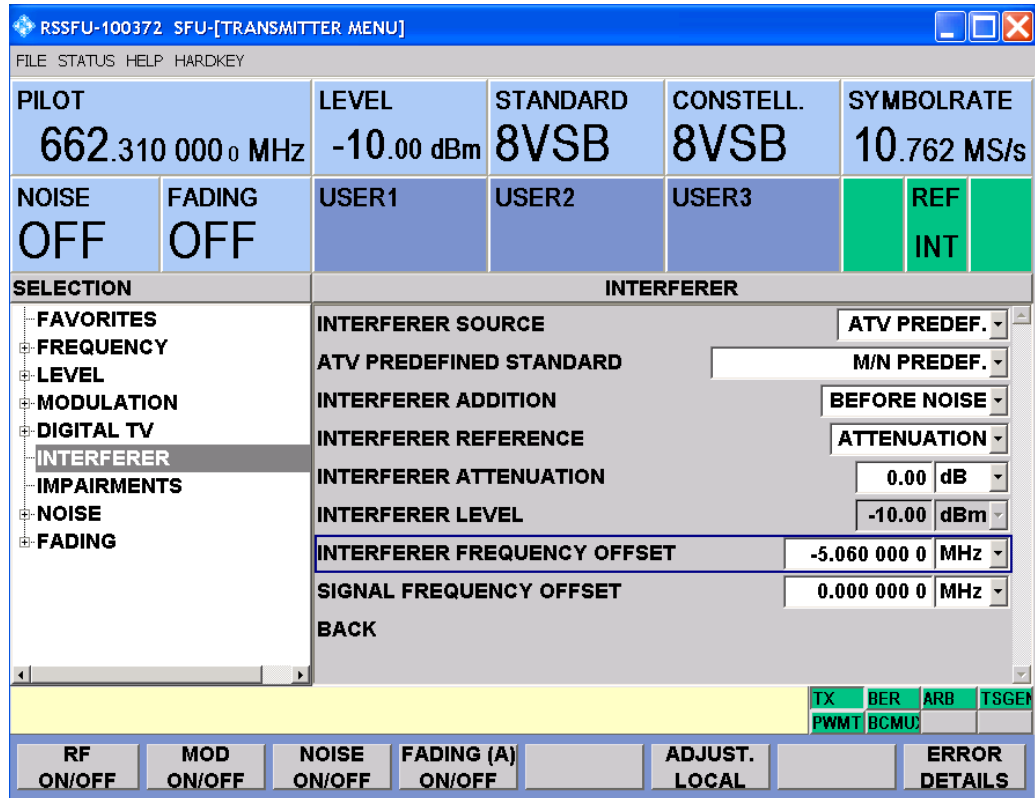 RSSFU-100372 SFU-[TRANSMITTER MENU]
FILE STATUS HELP HARDKEY
PILOT LEVEL STANDARD CONSTELL. SYMBOLRATE
662.310 000 0 MHz -10.00 dBm 8VSB 8VSB 10.762 MS/s
NOISE FADING USER1 USER2 USER3 REF
OFF OFF INT
SELECTION INTERFERER
FAVORITES
FREQUENCY
LEVEL
MODULATION
DIGITAL TV
INTERFERER
IMPAIRMENTS
NOISE
FADING
INTERFERER SOURCE ATV PREDEF.
ATV PREDEFINED STANDARD M/N PREDEF.
INTERFERER ADDITION BEFORE NOISE
INTERFERER REFERENCE ATTENUATION
INTERFERER ATTENUATION 0.00 dB
INTERFERER LEVEL -10.00 dBm
INTERFERER FREQUENCY OFFSET -5.060 000 0 MHz
SIGNAL FREQUENCY OFFSET 0.000 000 0 MHz
BACK
TX BER ARB TSGEN
PWMT BCMU
RF ON/OFF
MOD ON/OFF
NOISE ON/OFF
FADING (A) ON/OFF
ADJUST. LOCAL
ERROR DETAILS